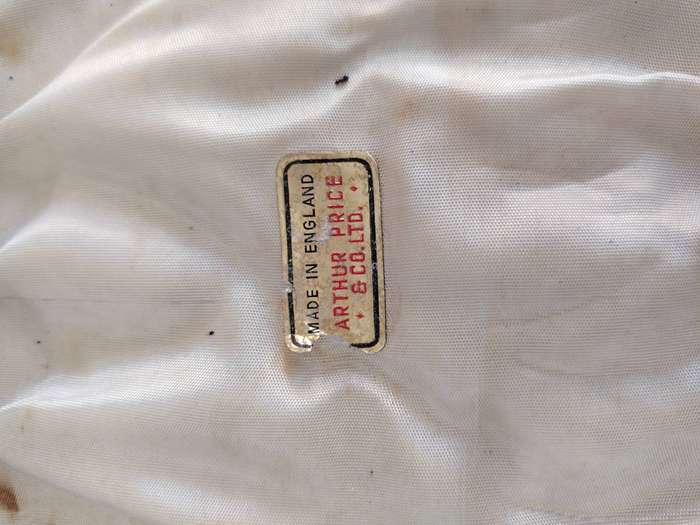 MADE IN ENGLAND
ARTHUR PRICE
& CO. LTD.